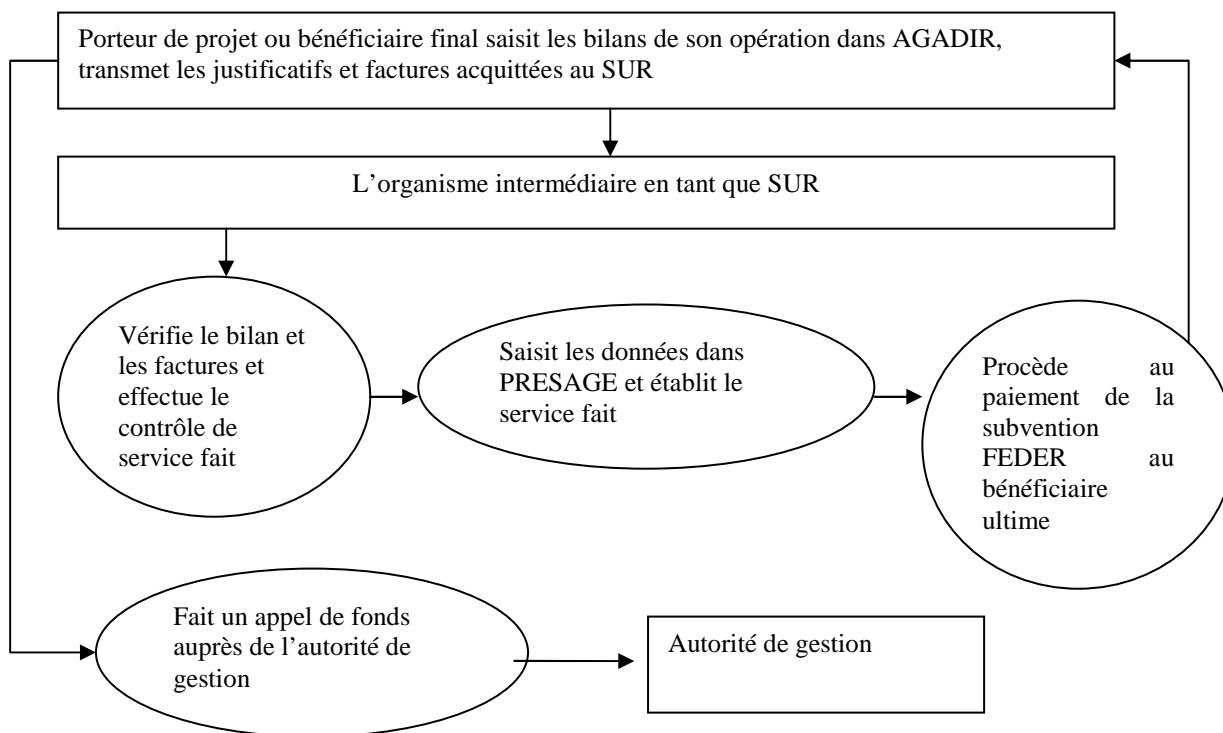 Porteur de projet ou bénéficiaire final saisit les bilans de son opération dans AGADIR,
transmet les justificatifs et factures acquittées au SUR
L’organisme intermédiaire en tant que SUR
Vérifie le bilan et
les factures et
effectue le
contrôle de
service fait
Saisit les données dans
PRESAGE et établit le
service fait
Procède au
paiement de la
subvention
FEDER au
bénéficiaire
ultime
Fait un appel de fonds
auprès de l’autorité de
gestion
Autorité de gestion